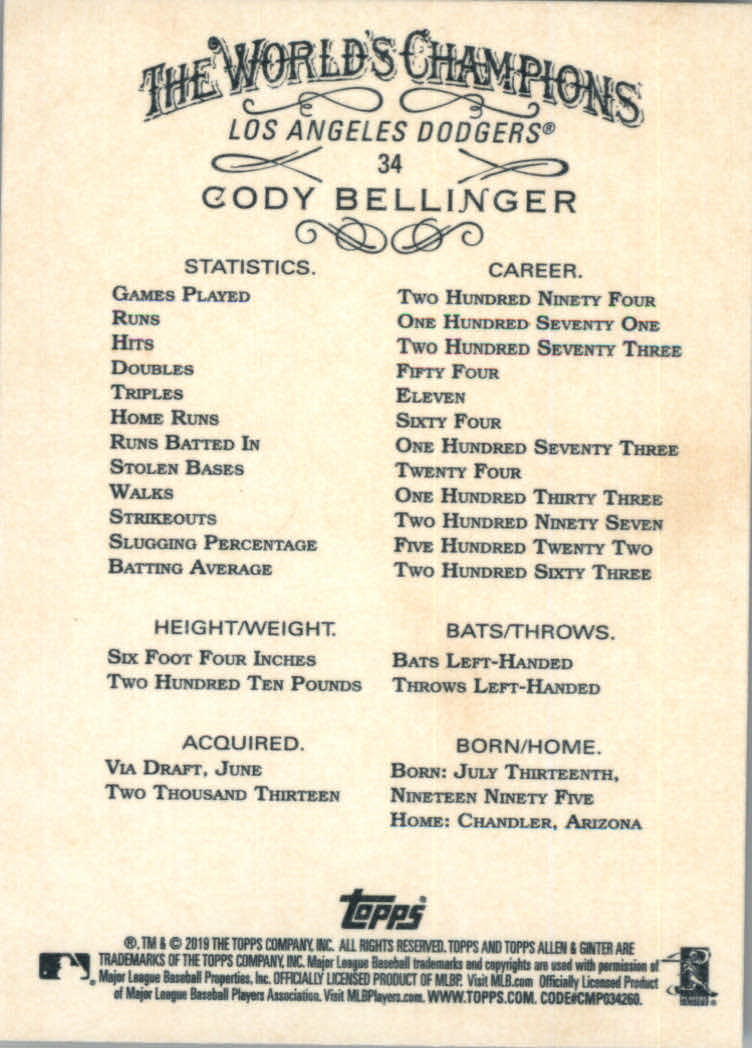 THE WORLD'S CHAMPIONS
LOS ANGELES DODGERS®
34
CODY BELLINGER
STATISTICS. CAREER.
GAMES PLAYED TWO HUNDRED NINETY FOUR
RUNS ONE HUNDRED SEVENTY ONE
HITS TWO HUNDRED SEVENTY THREE
DOUBLES FIFTY FOUR
TRIPLES ELEVEN
HOME RUNS SIXTY FOUR
RUNS BATTED IN ONE HUNDRED SEVENTY THREE
STOLEN BASES TWENTY FOUR
WALKS ONE HUNDRED THIRTY THREE
STRIKEOUTS TWO HUNDRED NINETY SEVEN
SLUGGING PERCENTAGE FIVE HUNDRED TWENTY TWO
BATTING AVERAGE TWO HUNDRED SIXTY THREE
HEIGHT/WEIGHT. BATS/THROWS.
SIX FOOT FOUR INCHES BATS LEFT-HANDED
TWO HUNDRED TEN POUNDS THROWS LEFT-HANDED
ACQUIRED. BORN/HOME.
VIA DRAFT, JUNE BORN: JULY THIRTEENTH,
TWO THOUSAND THIRTEEN NINETEEN NINETY FIVE
HOME: CHANDLER, ARIZONA
topps®
®, TM & © 2019 THE TOPPS COMPANY, INC. ALL RIGHTS RESERVED. TOPPS AND TOPPS ALLEN & GINTER ARE
TRADEMARKS OF THE TOPPS COMPANY, INC. Major League Baseball trademarks and copyrights are used with permission of
Major League Baseball Properties, Inc. OFFICIALLY LICENSED PRODUCT OF MLBP. Visit MLB.com Officially Licensed Product
of Major League Baseball Players Association. Visit MLBPlayers.com. WWW.TOPPS.COM. CODE#CMP034260.